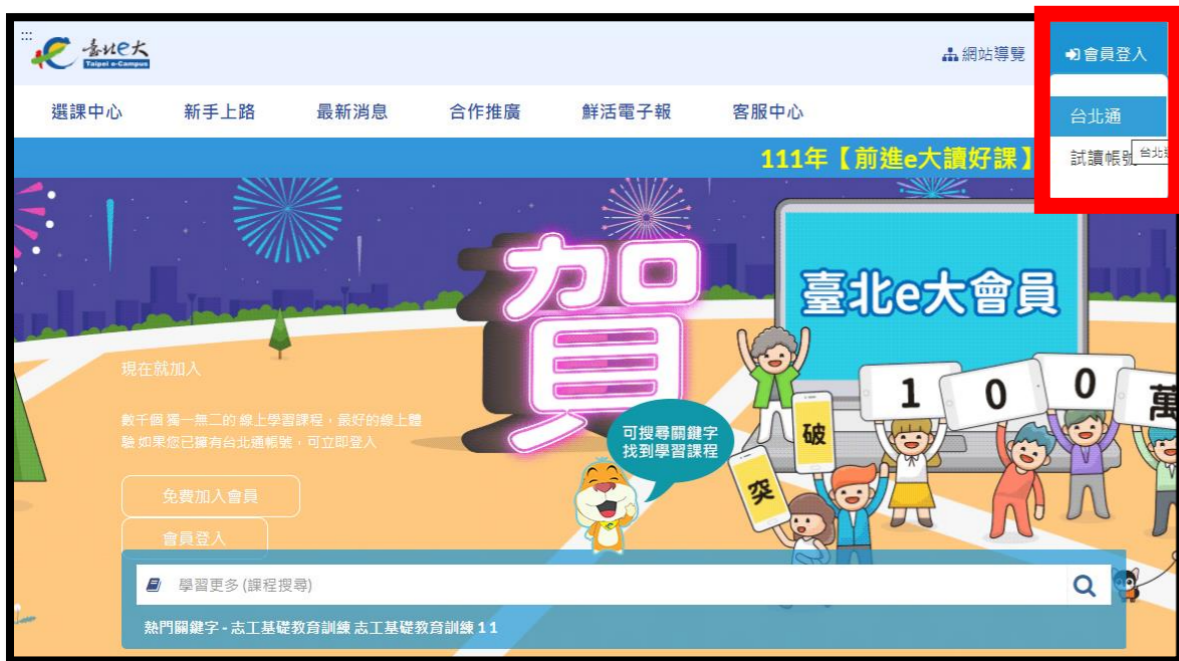 臺北e大
Taipei e-Campus
網站導覽
會員登入
選課中心
新手上路
最新消息
合作推廣
鮮活電子報
客服中心
台北通
試讀帳號
台北通
111年【前進e大讀好課】
賀
臺北e大會員
突
破
1
0
0
萬
現在就加入
數千個獨一無二的線上學習課程，最好的線上體
驗如果您已擁有台北通帳號，可立即登入
可搜尋關鍵字
找到學習課程
免費加入會員
會員登入
學習更多 (課程搜尋)
熱門關鍵字 - 志工基礎教育訓練 志工基礎教育訓練 1 1